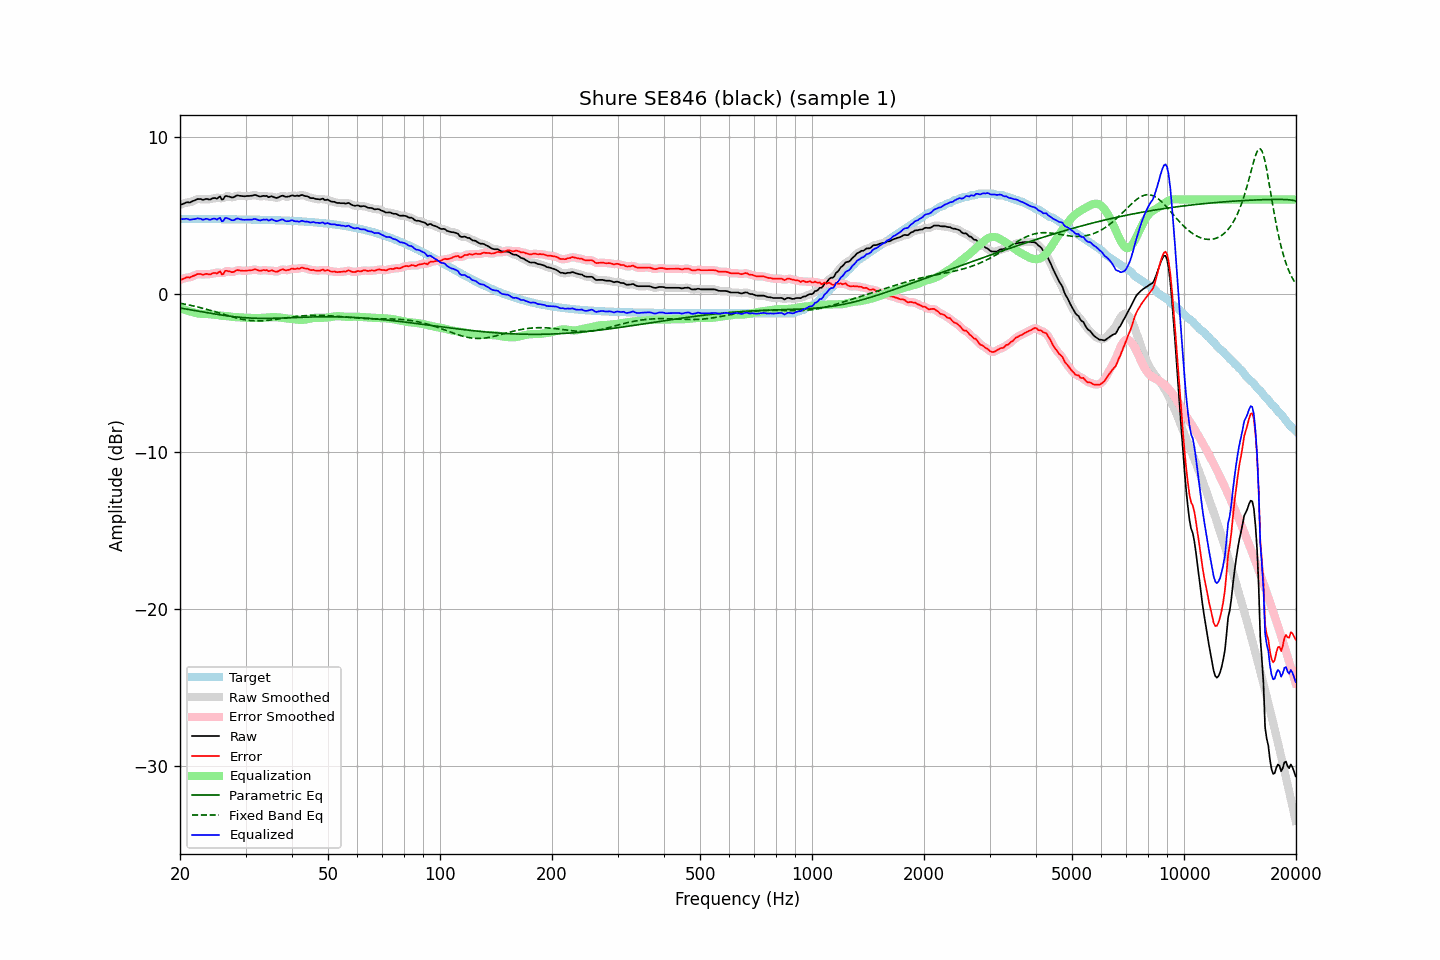 Shure SE846 (black) (sample 1)
Amplitude (dBr)
10
0
−10
−20
−30
Target
Raw Smoothed
Error Smoothed
Raw
Error
Equalization
Parametric Eq
Fixed Band Eq
Equalized
20 50 100 200 500 1000 2000 5000 10000 20000
Frequency (Hz)